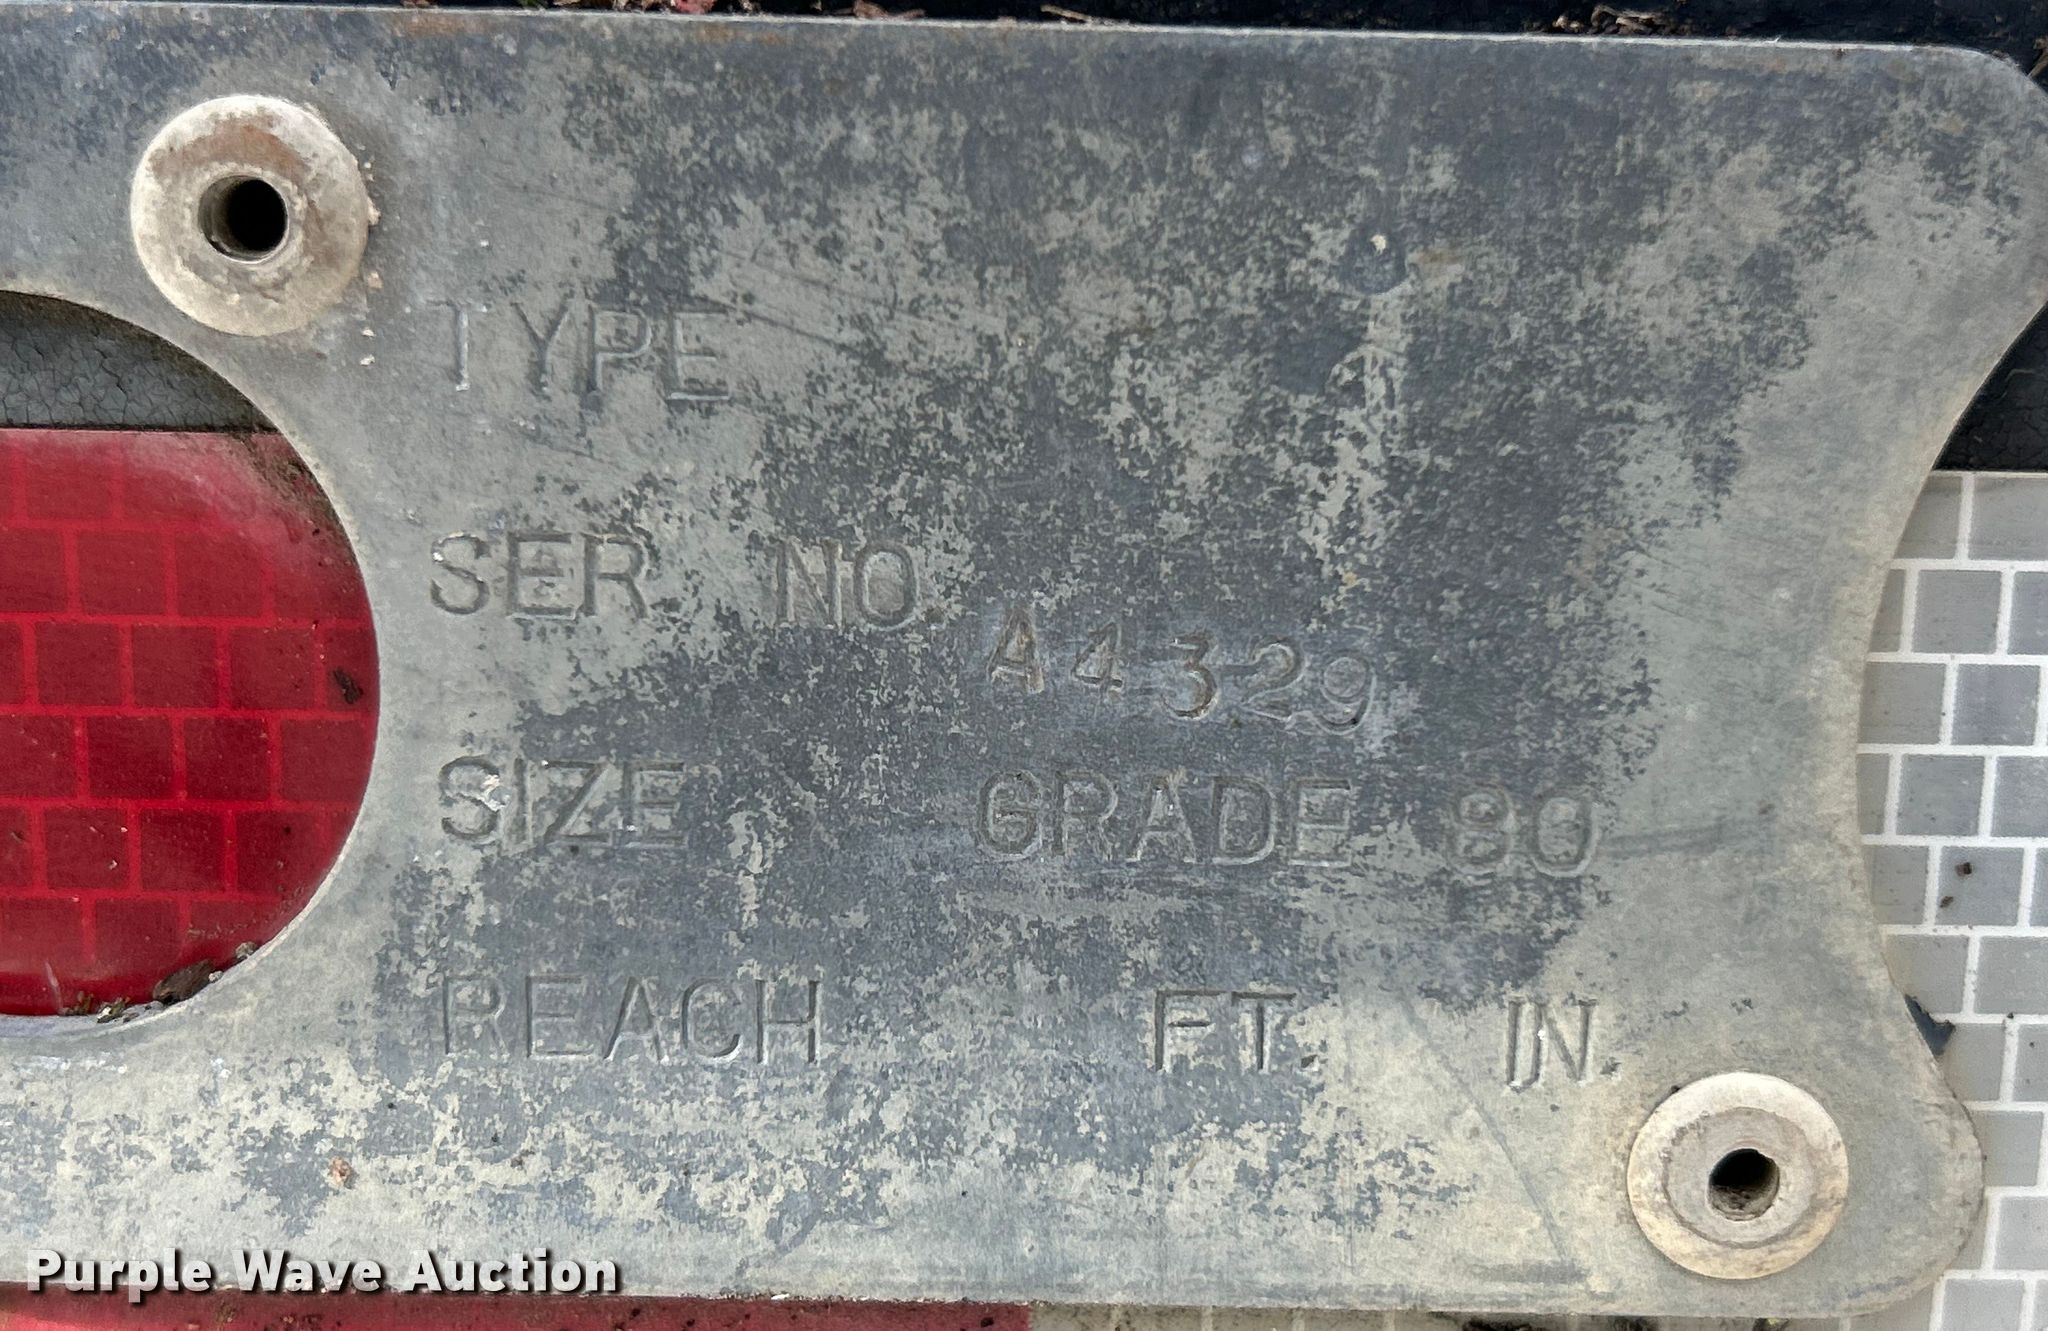 TYPE
SER. NO. A4329
SIZE GRADE 80
REACH FT. IN.
Purple Wave Auction